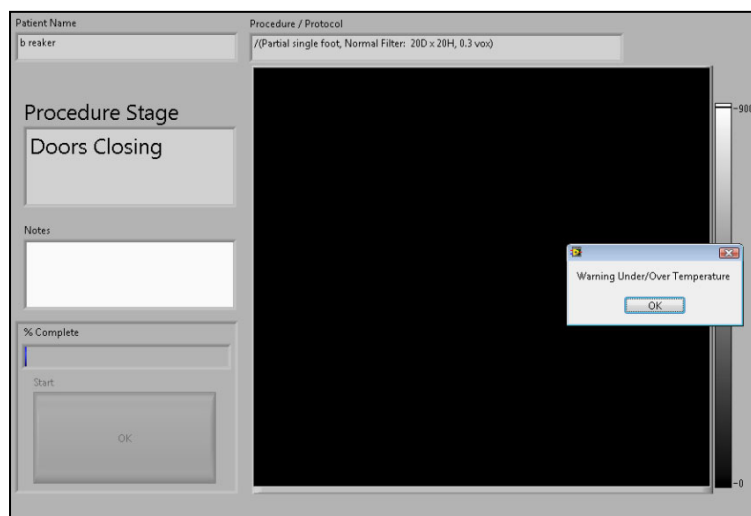 Patient Name
b reaker
Procedure / Protocol
/(Partial single foot, Normal Filter: 20D x 20H, 0.3 vox)
Procedure Stage
Doors Closing
Notes
% Complete
Start
OK
900
0
Warning Under/Over Temperature
OK